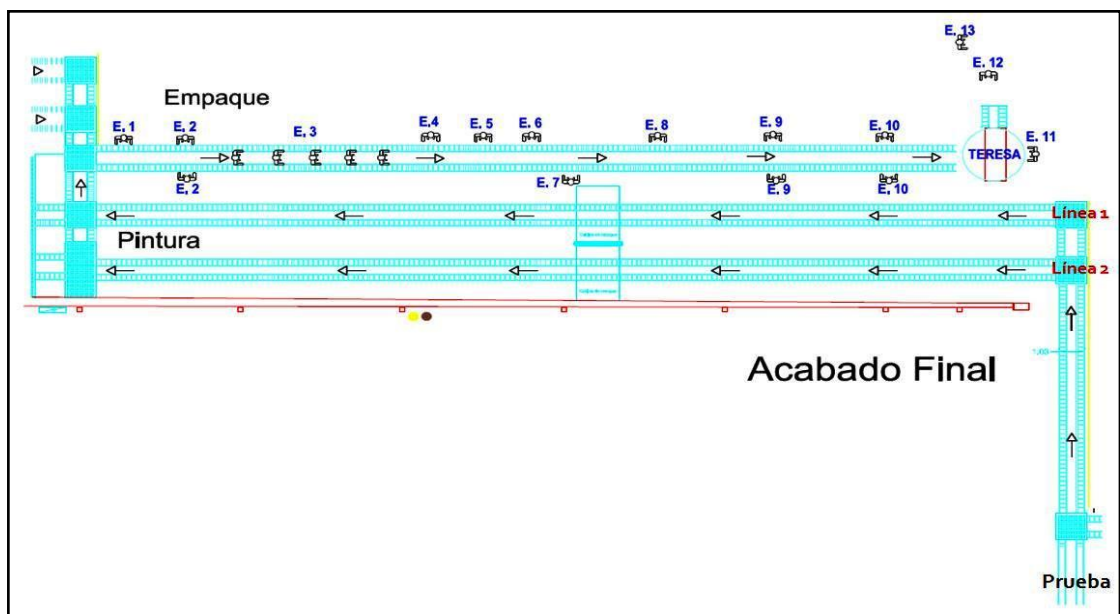 E. 13
E. 12
Empaque
E. 1
E. 2
E. 3
E.4
E. 5
E. 6
E. 8
E. 9
E. 10
E. 11
TERESA
E. 2
E. 7
E. 9
E. 10
Línea 1
Pintura
Línea 2
Acabado Final
Prueba